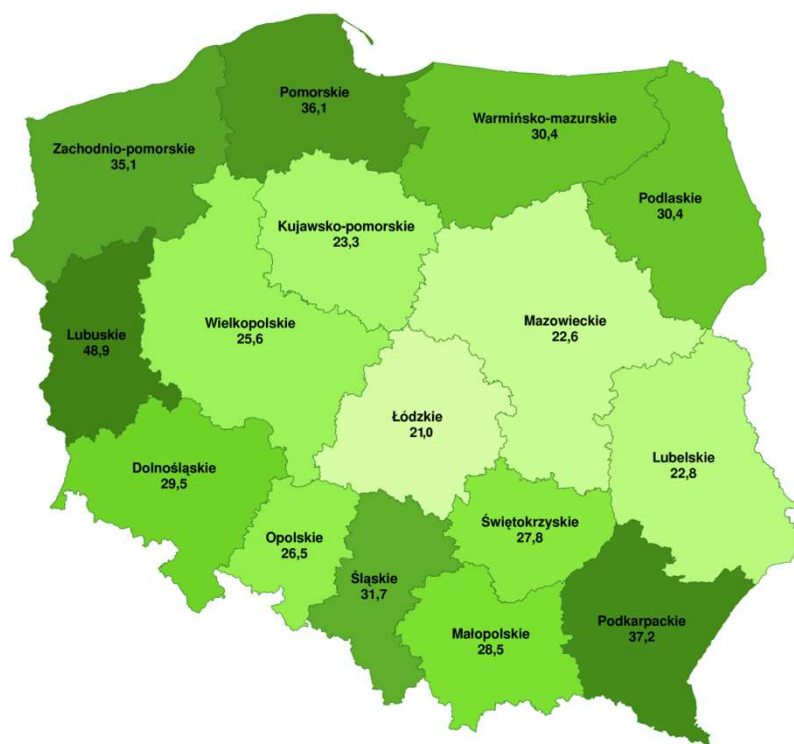 Pomorskie
36,1
Warmińsko-mazurskie
30,4
Zachodnio-pomorskie
35,1
Podlaskie
30,4
Kujawsko-pomorskie
23,3
Lubuskie
48,9
Wielkopolskie
25,6
Mazowieckie
22,6
Łódzkie
21,0
Lubelskie
22,8
Dolnośląskie
29,5
Opolskie
26,5
Śląskie
31,7
Świętokrzyskie
27,8
Małopolskie
28,5
Podkarpackie
37,2